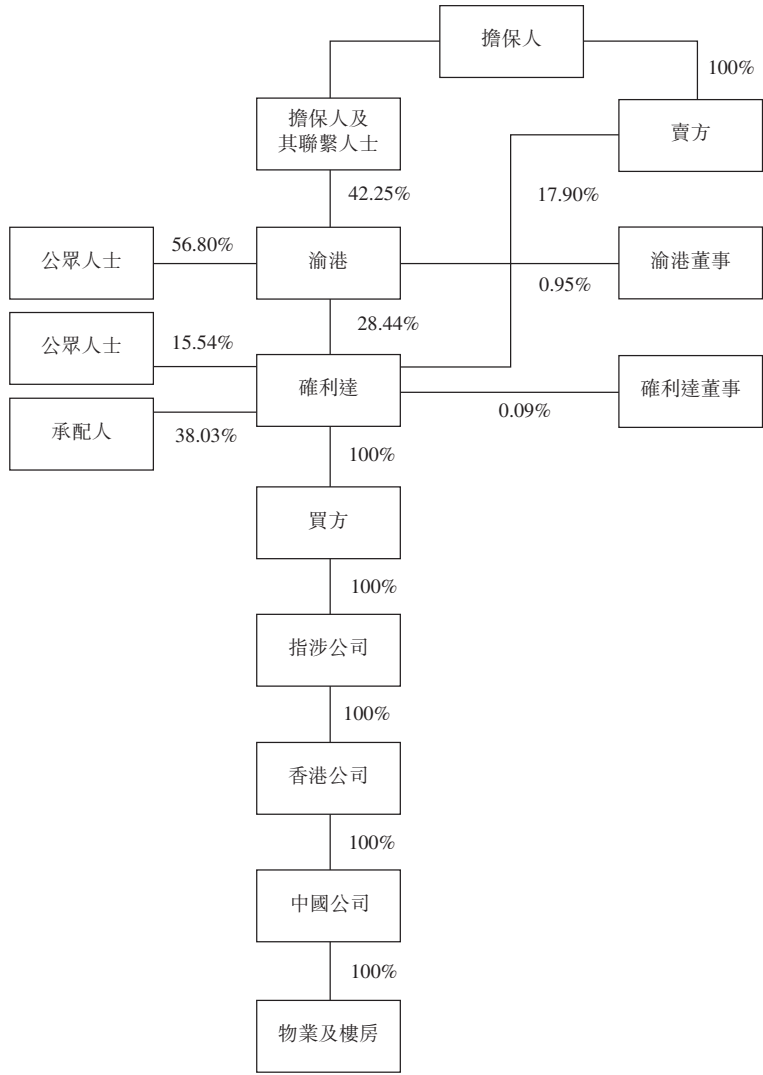 擔保人
100%
擔保人及
其聯繫人士
賣方
42.25%
17.90%
公眾人士
56.80%
渝港
渝港董事
0.95%
28.44%
公眾人士
15.54%
確利達
確利達董事
0.09%
承配人
38.03%
100%
買方
100%
指涉公司
100%
香港公司
100%
中國公司
100%
物業及樓房